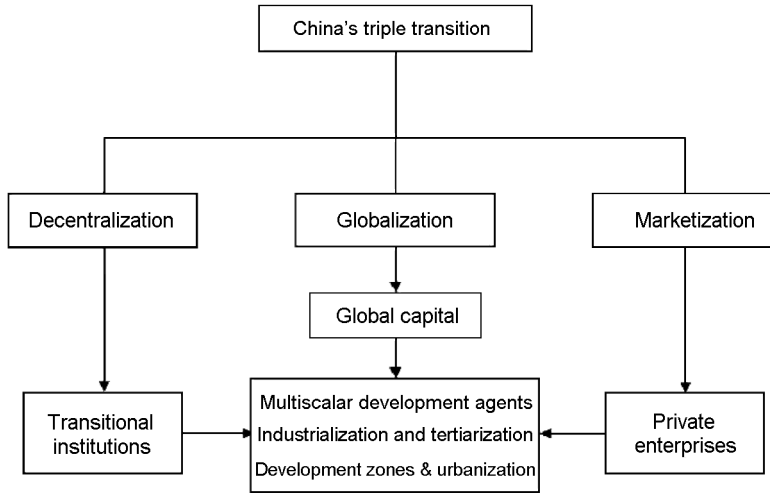 China's triple transition
Decentralization
Globalization
Marketization
Global capital
Transitional
institutions
Multiscalar development agents
Industrialization and tertiarization
Development zones & urbanization
Private
enterprises